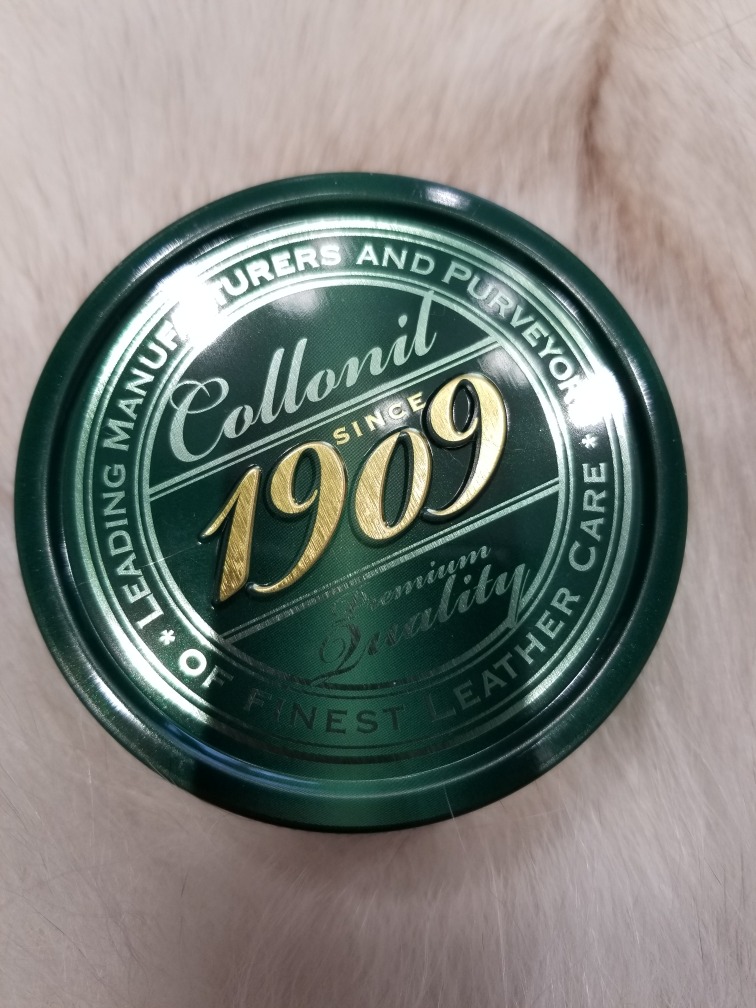 * LEADING MANUFACTURERS AND PURVEYORS *
Collonil
SINCE
1909
Premium
Quality
OF FINEST LEATHER CARE